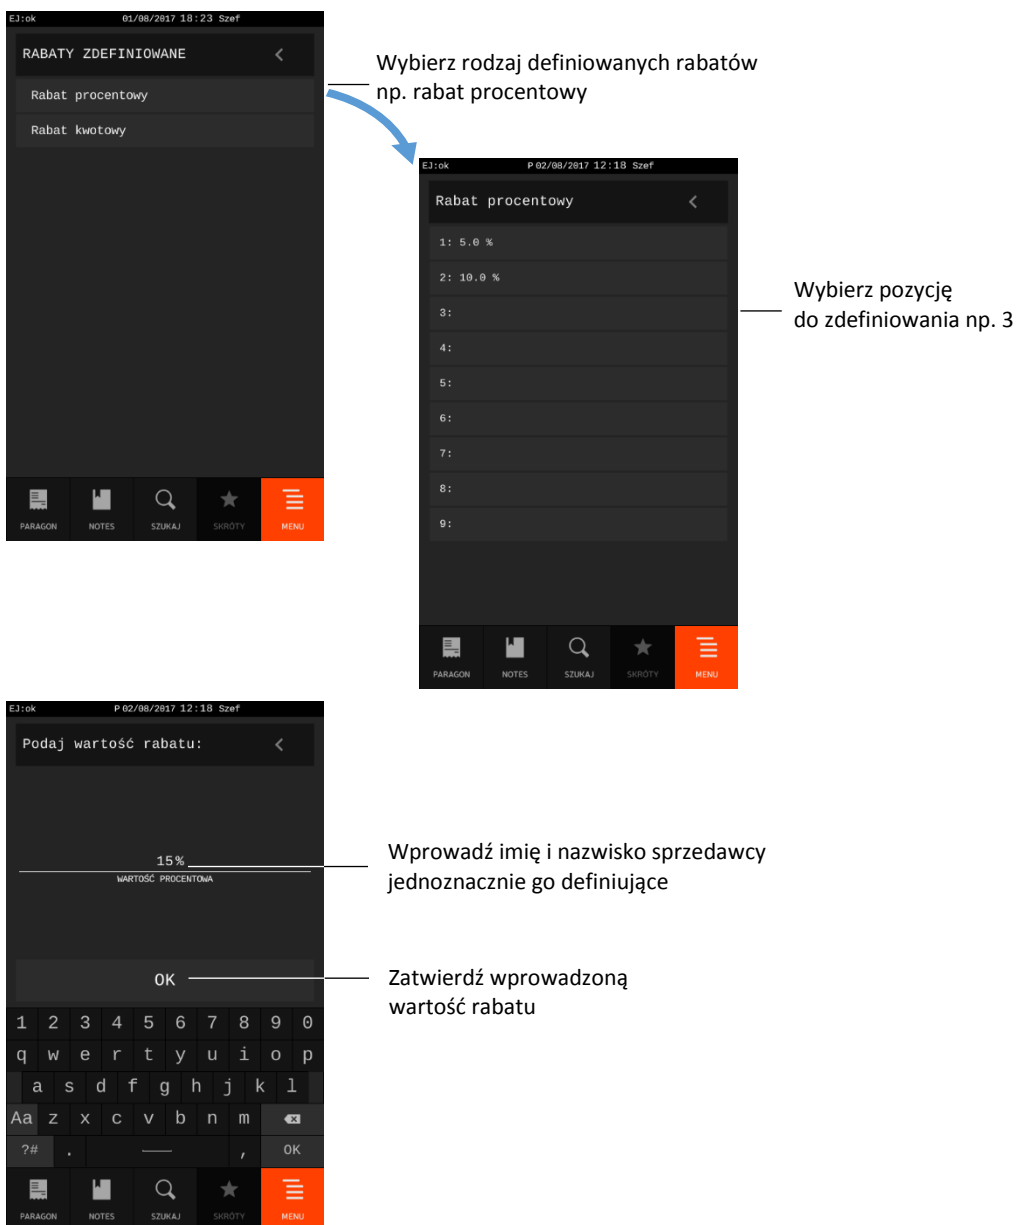 EJ:ok 01/08/2017 18:23 Szef
RABATY ZDEFINIOWANE
Rabat procentowy
Rabat kwotowy
PARAGON NOTES SZUKAJ SKRÓTY MENU
Wybierz rodzaj definiowanych rabatów
np. rabat procentowy
EJ:ok P 02/08/2017 12:18 Szef
Rabat procentowy
1: 5.0 %
2: 10.0 %
3:
4:
5:
6:
7:
8:
9:
PARAGON NOTES SZUKAJ SKRÓTY MENU
Wybierz pozycję
do zdefiniowania np. 3
EJ:ok P 02/08/2017 12:18 Szef
Podaj wartość rabatu:
15%
WARTOŚĆ PROCENTOWA
Wprowadź imię i nazwisko sprzedawcy
jednoznacznie go definiujące
OK
Zatwierdź wprowadzoną
wartość rabatu
1 2 3 4 5 6 7 8 9 0
q w e r t y u i o p
a s d f g h j k l
Aa z x c v b n m
?# . , OK
PARAGON NOTES SZUKAJ SKRÓTY MENU